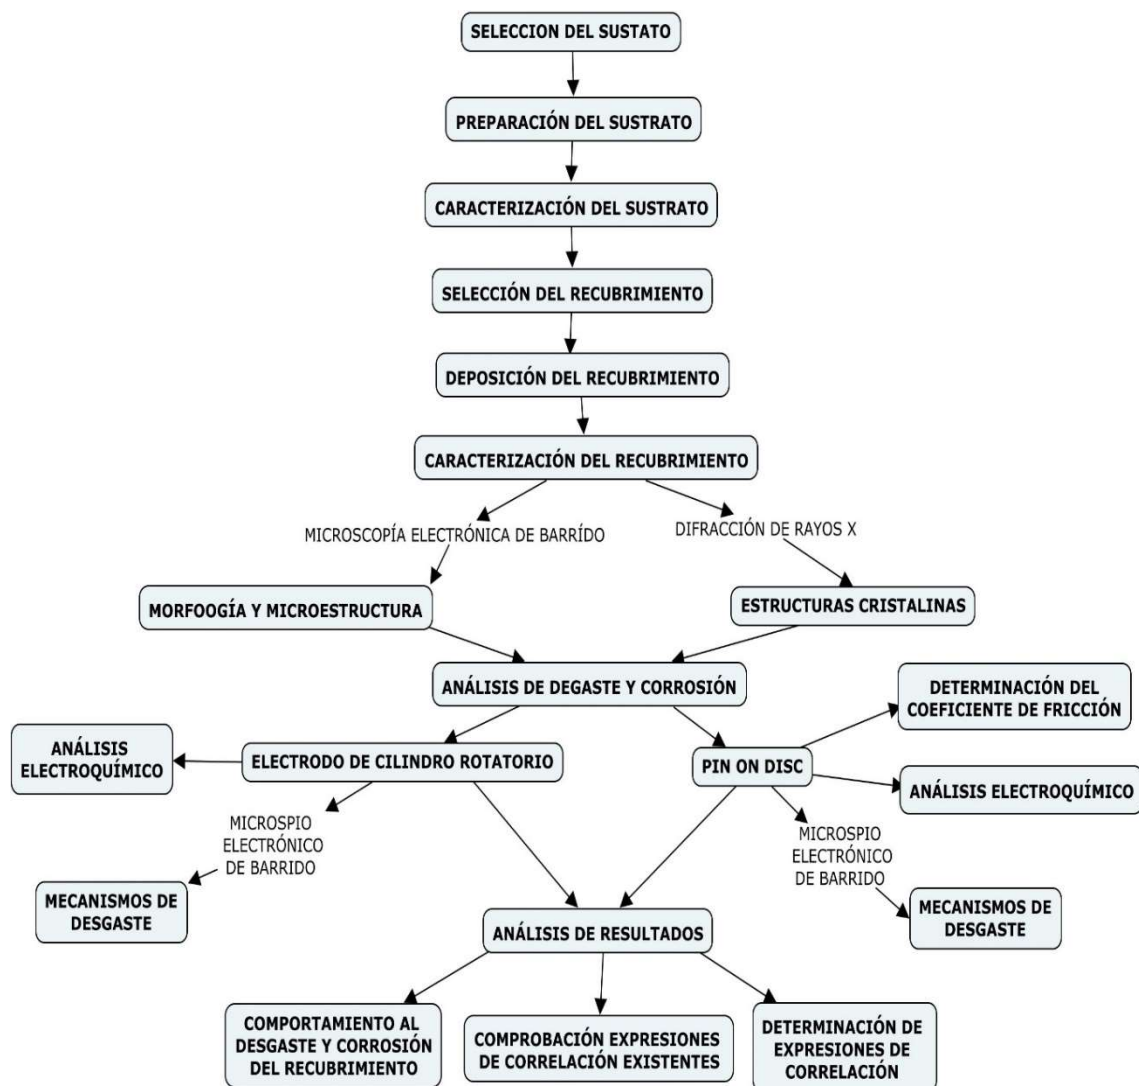 SELECCION DEL SUSTATO
PREPARACIÓN DEL SUSTRATO
CARACTERIZACIÓN DEL SUSTRATO
SELECCIÓN DEL RECUBRIMIENTO
DEPOSICIÓN DEL RECUBRIMIENTO
CARACTERIZACIÓN DEL RECUBRIMIENTO
MICROSCOPÍA ELECTRÓNICA DE BARRÍDO
DIFRACCIÓN DE RAYOS X
MORFOOGÍA Y MICROESTRUCTURA
ESTRUCTURAS CRISTALINAS
ANÁLISIS DE DEGASTE Y CORROSIÓN
DETERMINACIÓN DEL
COEFICIENTE DE FRICCIÓN
ANÁLISIS
ELECTROQUÍMICO
ELECTRODO DE CILINDRO ROTATORIO
PIN ON DISC
ANÁLISIS ELECTROQUÍMICO
MICROSPIO
ELECTRÓNICO
DE BARRIDO
MICROSPIO
ELECTRÓNICO
DE BARRIDO
MECANISMOS DE
DESGASTE
MECANISMOS DE
DESGASTE
ANÁLISIS DE RESULTADOS
COMPORTAMIENTO AL
DESGASTE Y CORROSIÓN
DEL RECUBRIMIENTO
COMPROBACIÓN EXPRESIONES
DE CORRELACIÓN EXISTENTES
DETERMINACIÓN DE
EXPRESIONES DE
CORRELACIÓN